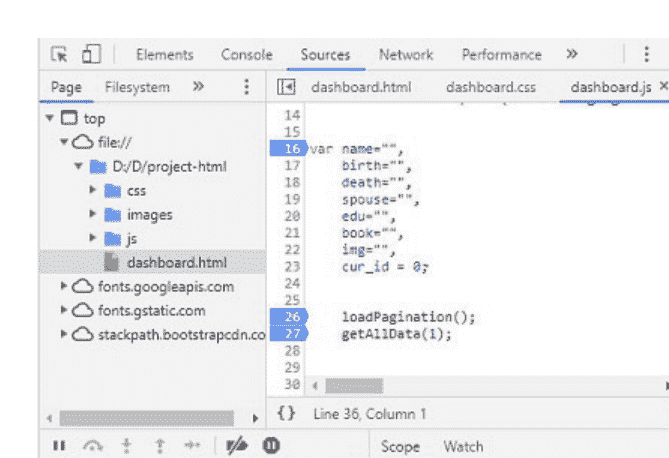 Elements Console Sources Network Performance »
Page Filesystem » dashboard.html dashboard.css dashboard.js ×
top
file://
D:/D/project-html
css
images
js
dashboard.html
fonts.googleapis.com
fonts.gstatic.com
stackpath.bootstrapcdn.co
14
15
16 var name="",
17 birth="",
18 death="",
19 spouse="",
20 edu="",
21 book="",
22 img="",
23 cur_id = 0;
24
25
26 loadPagination();
27 getAllData(1);
28
29
30
{} Line 36, Column 1
Scope Watch